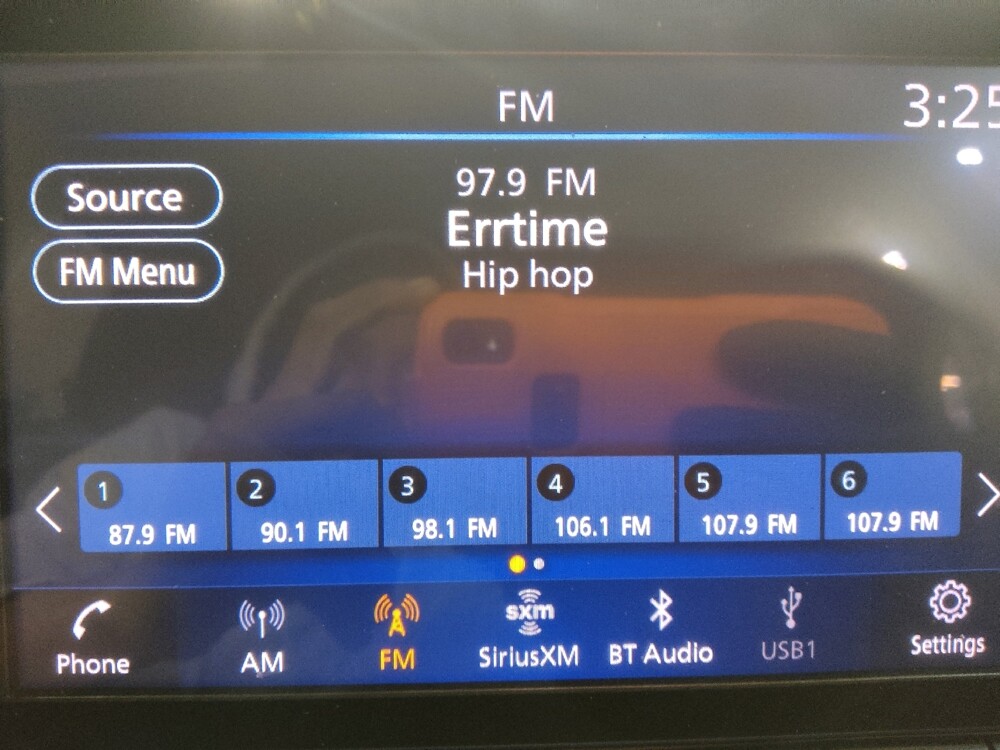 FM
3:25
Source
97.9 FM
FM Menu
Errtime
Hip hop
1
2
3
4
5
6
87.9 FM
90.1 FM
98.1 FM
106.1 FM
107.9 FM
107.9 FM
Phone
AM
FM
sxm
SiriusXM
BT Audio
USB1
Settings